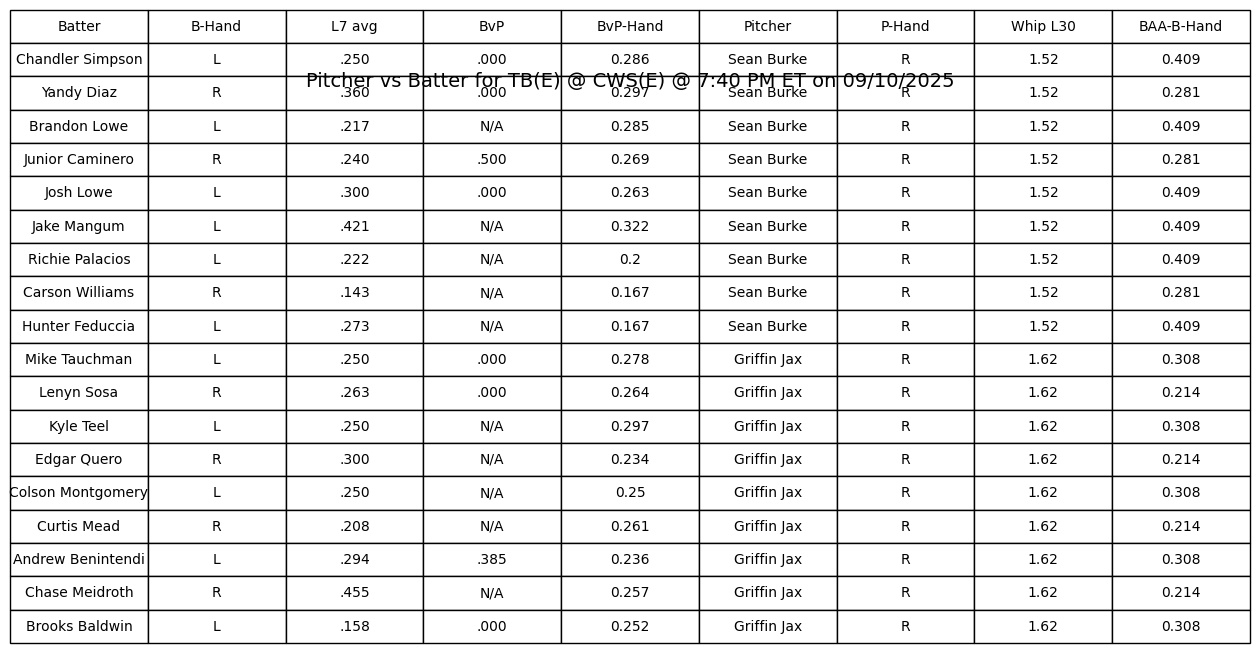 Batter B-Hand L7 avg BvP BvP-Hand Pitcher P-Hand Whip L30 BAA-B-Hand
Chandler Simpson L .250 .000 0.286 Sean Burke R 1.52 0.409
Pitcher vs Batter for TB(E) @ CWS(E) @ 7:40 PM ET on 09/10/2025
Yandy Diaz R .360 .000 0.297 Sean Burke R 1.52 0.281
Brandon Lowe L .217 N/A 0.285 Sean Burke R 1.52 0.409
Junior Caminero R .240 .500 0.269 Sean Burke R 1.52 0.281
Josh Lowe L .300 .000 0.263 Sean Burke R 1.52 0.409
Jake Mangum L .421 N/A 0.322 Sean Burke R 1.52 0.409
Richie Palacios L .222 N/A 0.2 Sean Burke R 1.52 0.409
Carson Williams R .143 N/A 0.167 Sean Burke R 1.52 0.281
Hunter Feduccia L .273 N/A 0.167 Sean Burke R 1.52 0.409
Mike Tauchman L .250 .000 0.278 Griffin Jax R 1.62 0.308
Lenyn Sosa R .263 .000 0.264 Griffin Jax R 1.62 0.214
Kyle Teel L .250 N/A 0.297 Griffin Jax R 1.62 0.308
Edgar Quero R .300 N/A 0.234 Griffin Jax R 1.62 0.214
Colson Montgomery L .250 N/A 0.25 Griffin Jax R 1.62 0.308
Curtis Mead R .208 N/A 0.261 Griffin Jax R 1.62 0.214
Andrew Benintendi L .294 .385 0.236 Griffin Jax R 1.62 0.308
Chase Meidroth R .455 N/A 0.257 Griffin Jax R 1.62 0.214
Brooks Baldwin L .158 .000 0.252 Griffin Jax R 1.62 0.308